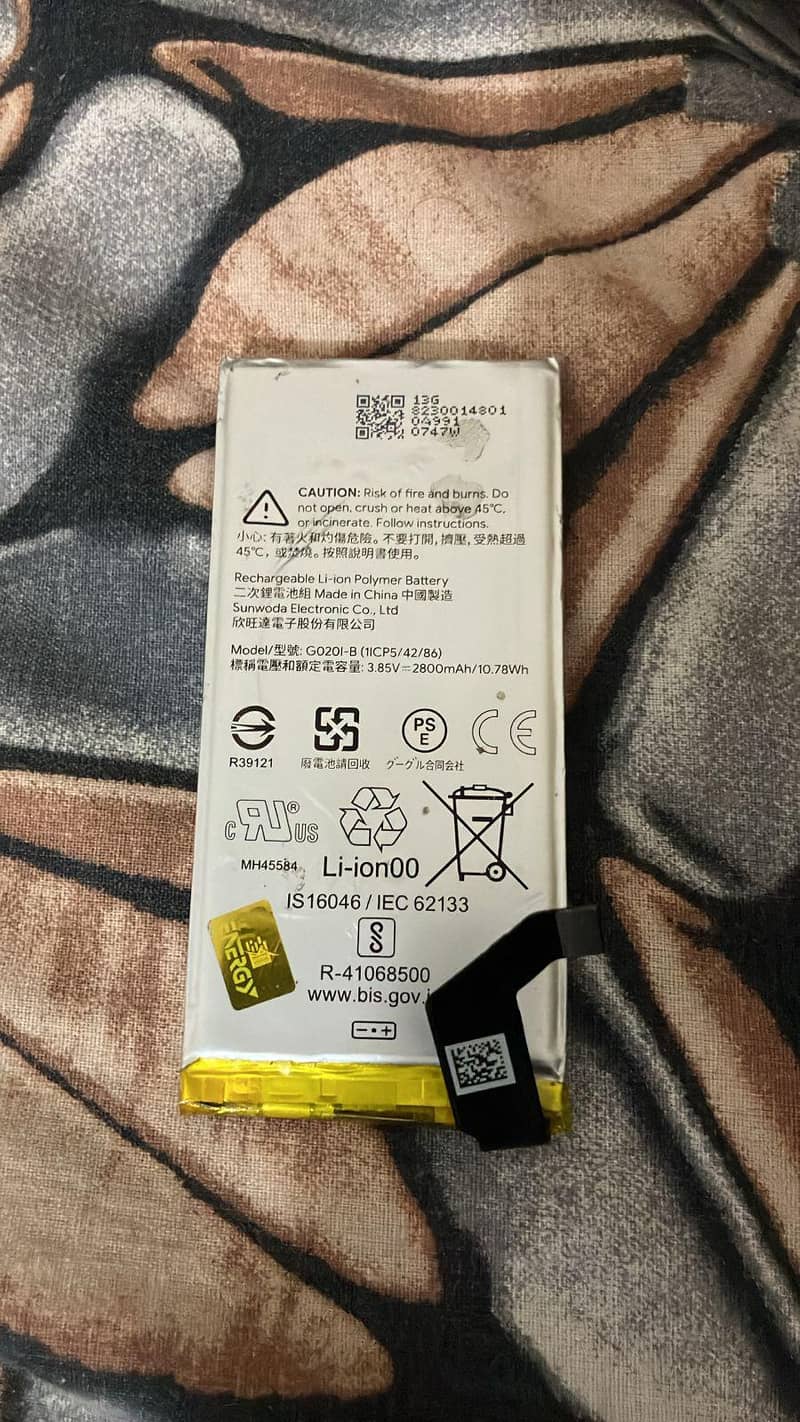 13G
8230014801
04991
0747W
CAUTION: Risk of fire and burns. Do
not open, crush or heat above 45°C,
or incinerate. Follow instructions.
小心: 有著火和灼傷危險。不要打開, 擠壓, 受熱超過
45℃, 或焚燒。按照說明書使用。
Rechargeable Li-ion Polymer Battery
二次鋰電池組 Made in China 中國製造
Sunwoda Electronic Co., Ltd
欣旺達電子股份有限公司
Model/型號: G020I-B (1ICP5/42/86)
標稱電壓和額定電容量: 3.85V⎓2800mAh/10.78Wh
R39121
廢電池請回收
PS
E
グーグル合同会社
CE
c RU ® US
MH45584
Li-ion00
IS16046 / IEC 62133
ENERGY
R-41068500
www.bis.gov.i
− • +